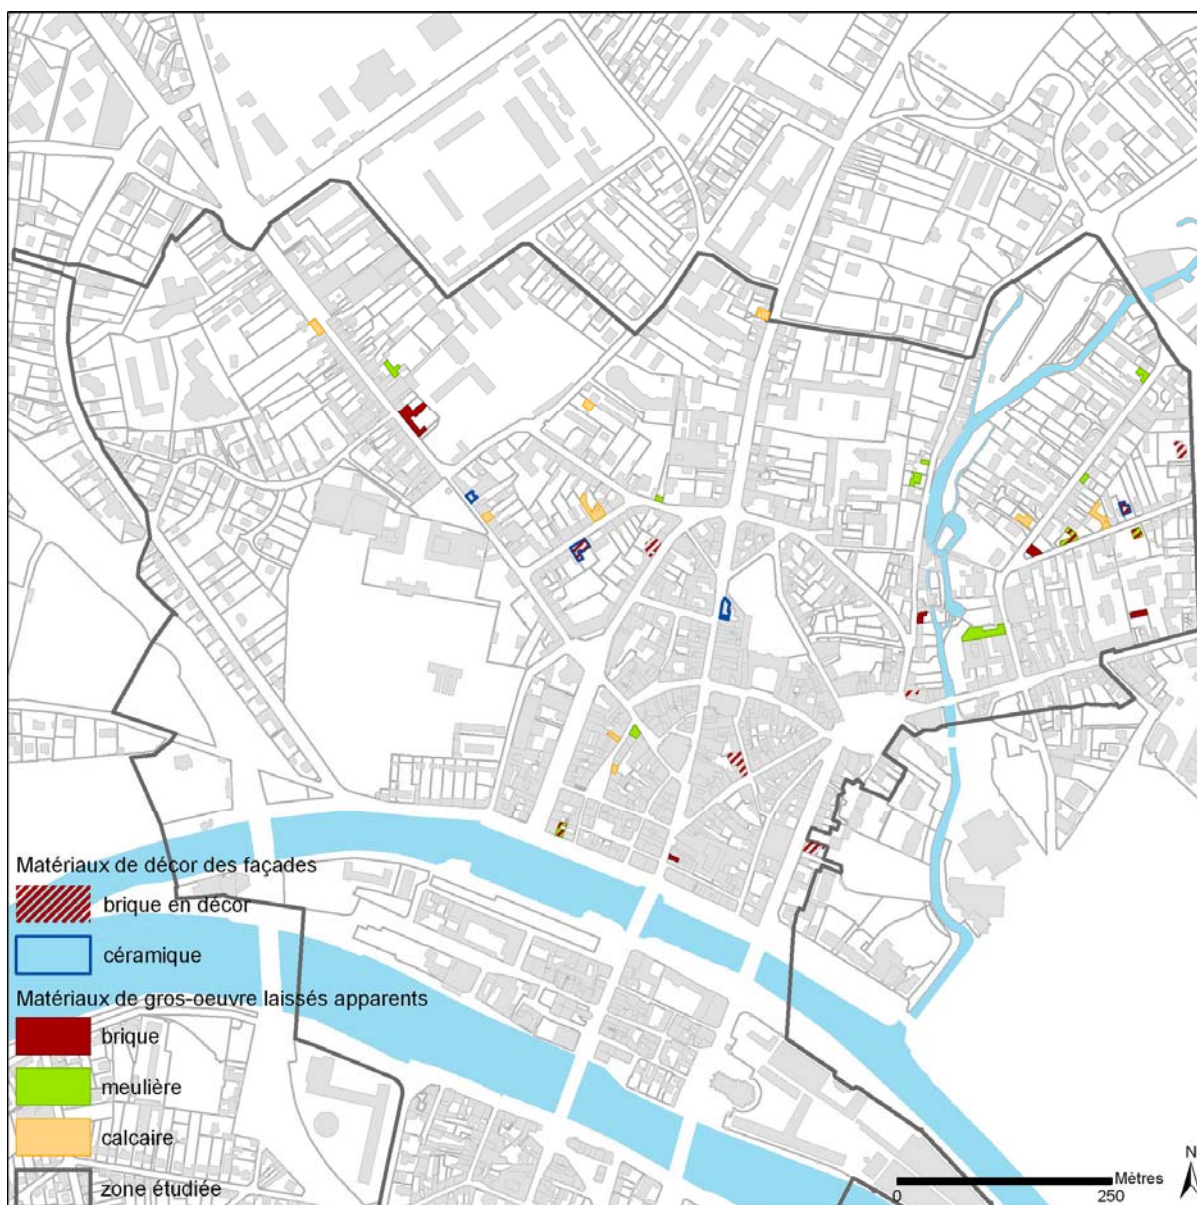 Matériaux de décor des façades
brique en décor
céramique
Matériaux de gros-oeuvre laissés apparents
brique
meulière
calcaire
zone étudiée
N
Mètres
0 250